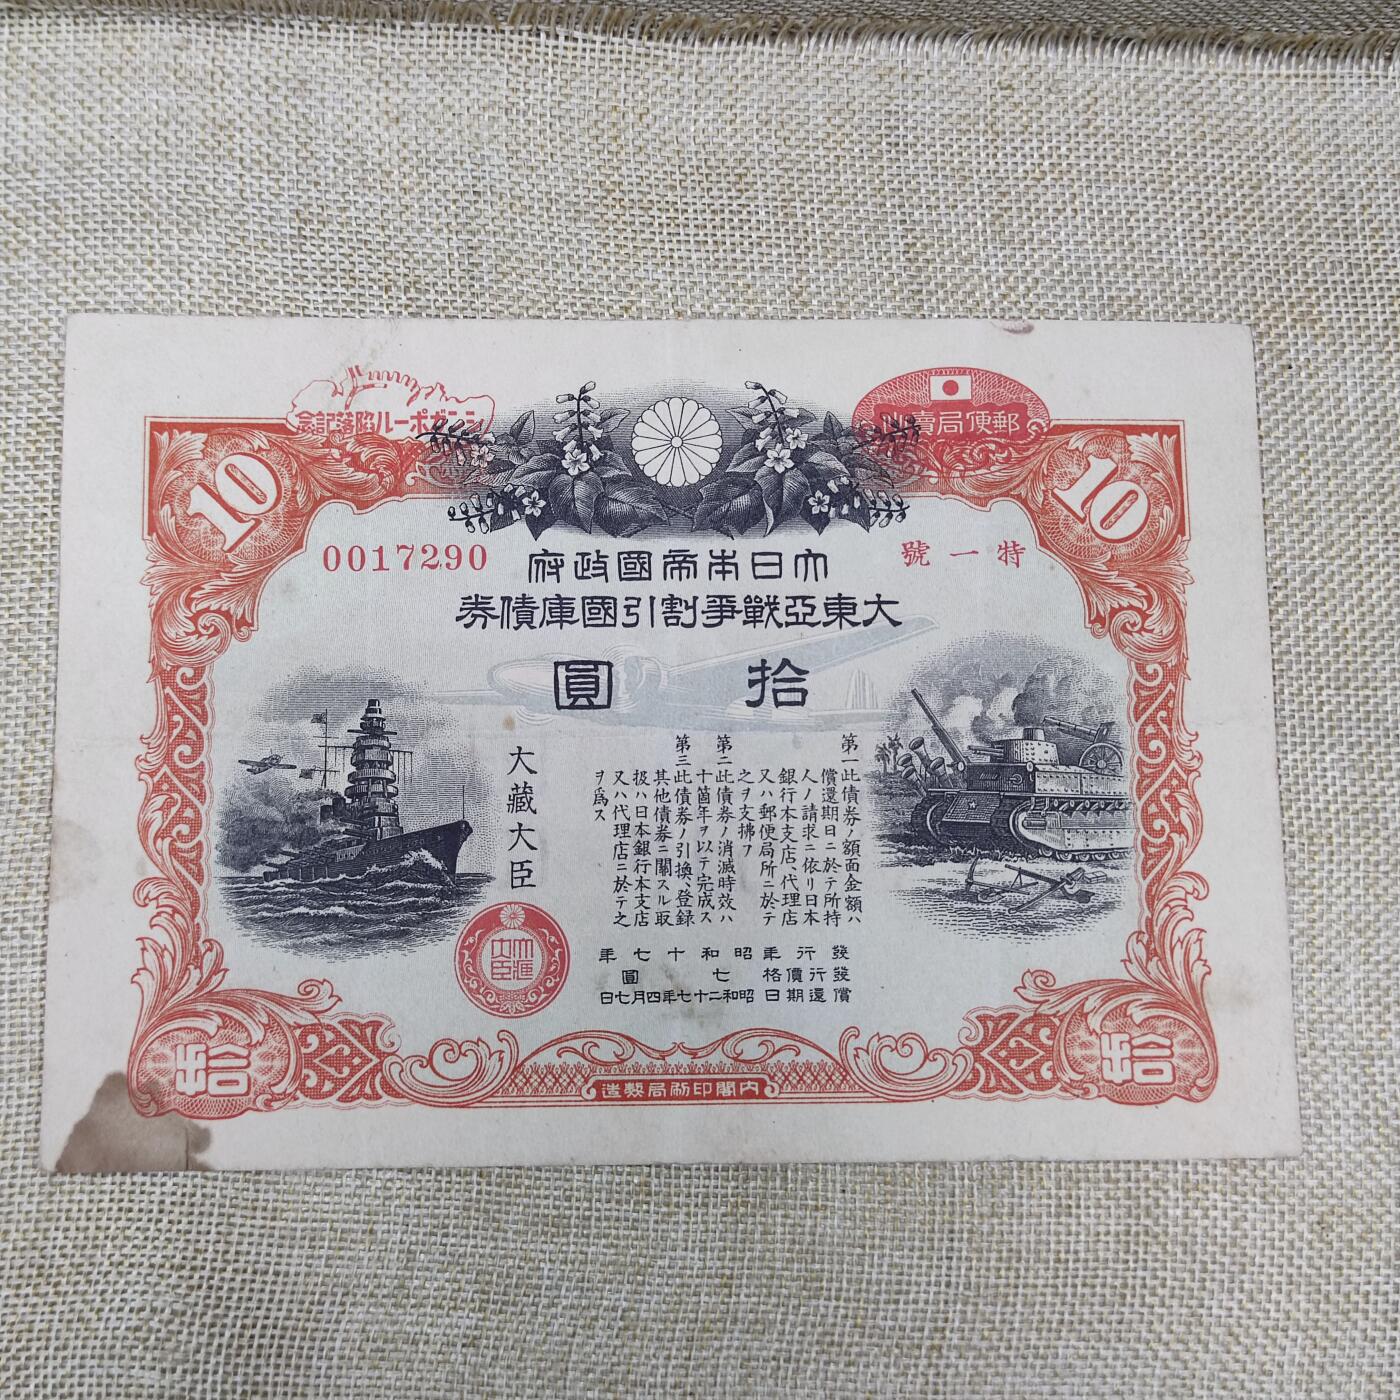 シンガポール陷落記念
郵便局賣出
10
10
0017290
特一號
大日本帝國政府
大東亞戰爭割引國庫債券
拾圓
第一此債券ノ額面金額ハ
償還期日ニ於テ所持
人ノ請求ニ依リ日本
銀行本支店、代理店
又ハ郵便局所ニ於テ
之ヲ支拂フ
第二此債券ノ消滅時效ハ
十箇年ヲ以テ完成ス
第三此債券ノ引換、登錄
其他債券ニ關スル取
扱ハ日本銀行本支店
又ハ代理店ニ於テ之
ヲ爲ス
大藏大臣
大藏大臣
發行年 昭和十七年
發行價格 七圓
償還期日 昭和二十七年四月七日
拾
拾
內閣印刷局製造